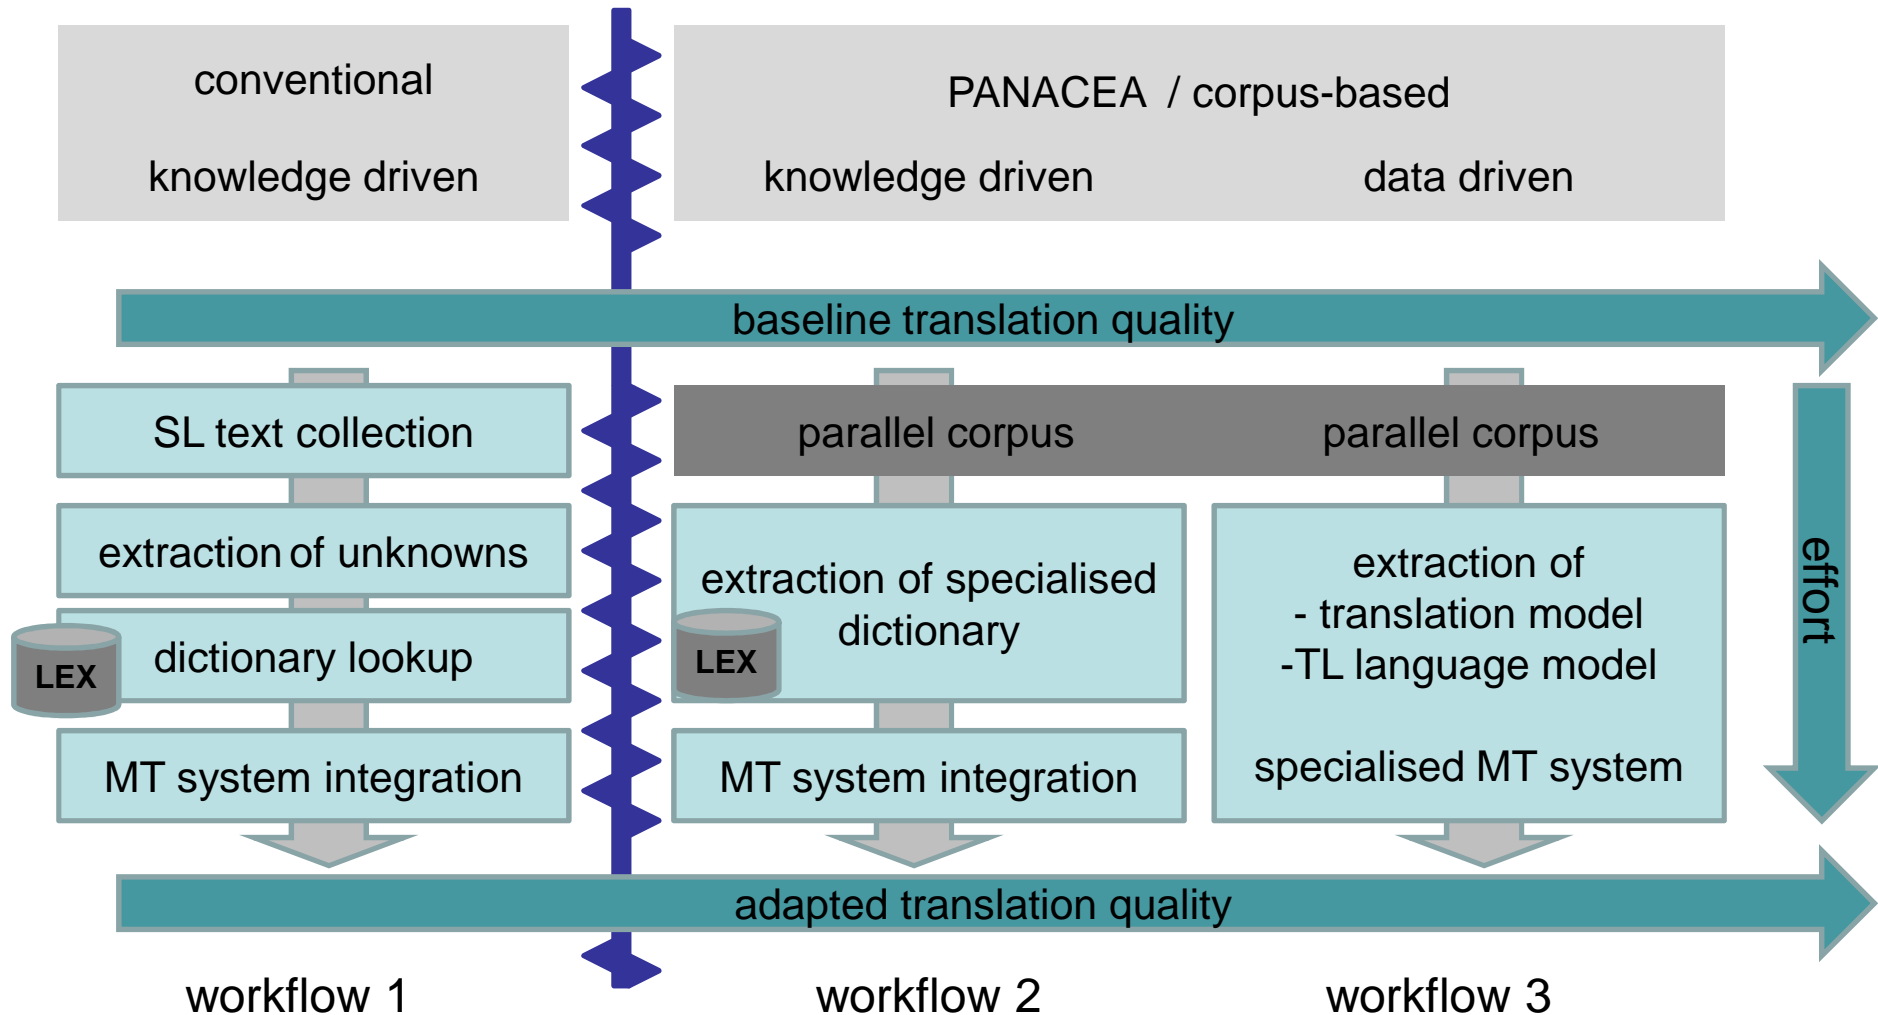 conventional
knowledge driven
PANACEA / corpus-based
knowledge driven
data driven
baseline translation quality
SL text collection
extraction of unknowns
dictionary lookup
LEX
MT system integration
parallel corpus
extraction of specialised
dictionary
LEX
MT system integration
parallel corpus
extraction of
- translation model
-TL language model
specialised MT system
effort
adapted translation quality
workflow 1
workflow 2
workflow 3